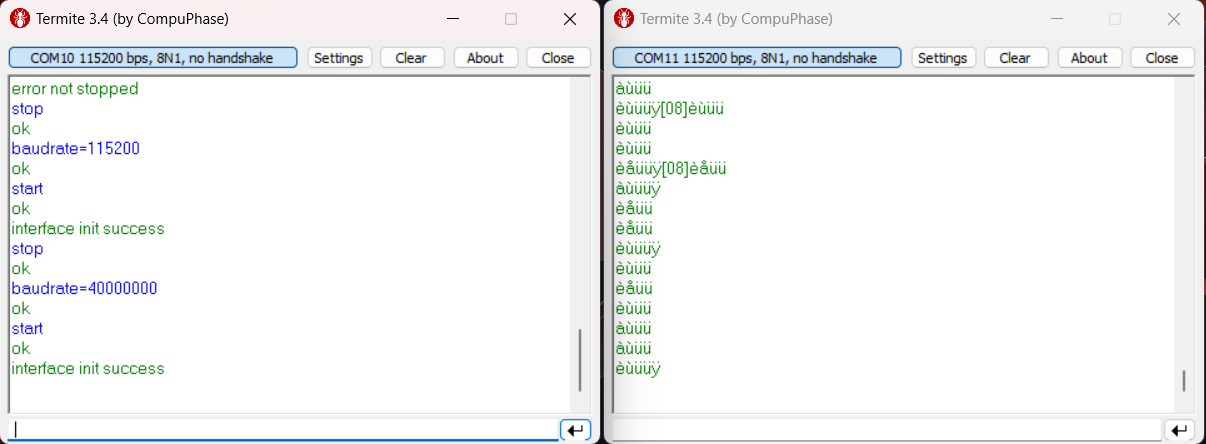 Termite 3.4 (by CompuPhase)
COM10 115200 bps, 8N1, no handshake Settings Clear About Close
error not stopped
stop
ok
baudrate=115200
ok
start
ok
interface init success
stop
ok
baudrate=40000000
ok
start
ok
interface init success
Termite 3.4 (by CompuPhase)
COM11 115200 bps, 8N1, no handshake Settings Clear About Close
àùüü
èùüüÿ[08]èùüü
èùüü
èùüü
èåüüÿ[08]èåüü
àùüüÿ
èåüü
èåüü
èùüüÿ
èùüü
èåüü
èùüü
àùüü
àùüü
èùüüÿ